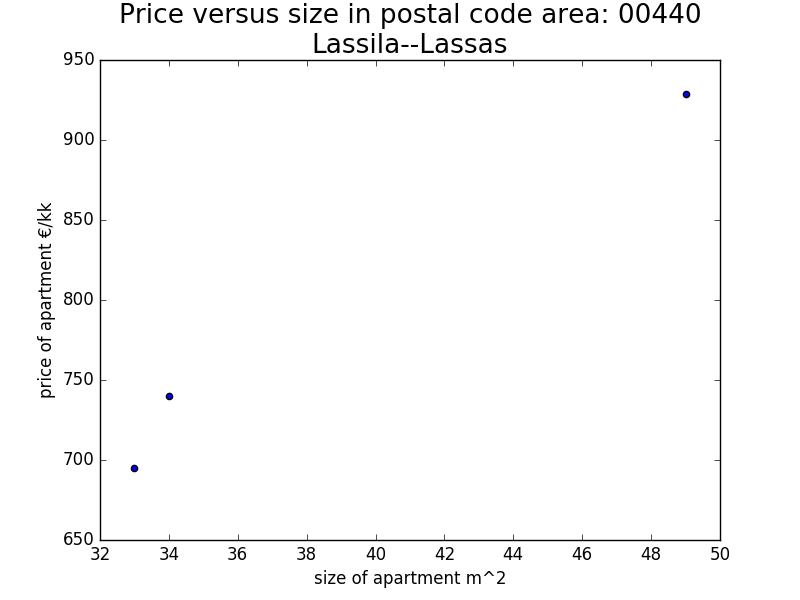 Price versus size in postal code area: 00440
Lassila--Lassas
950
900
850
800
750
700
650
price of apartment €/kk
32 34 36 38 40 42 44 46 48 50
size of apartment m^2